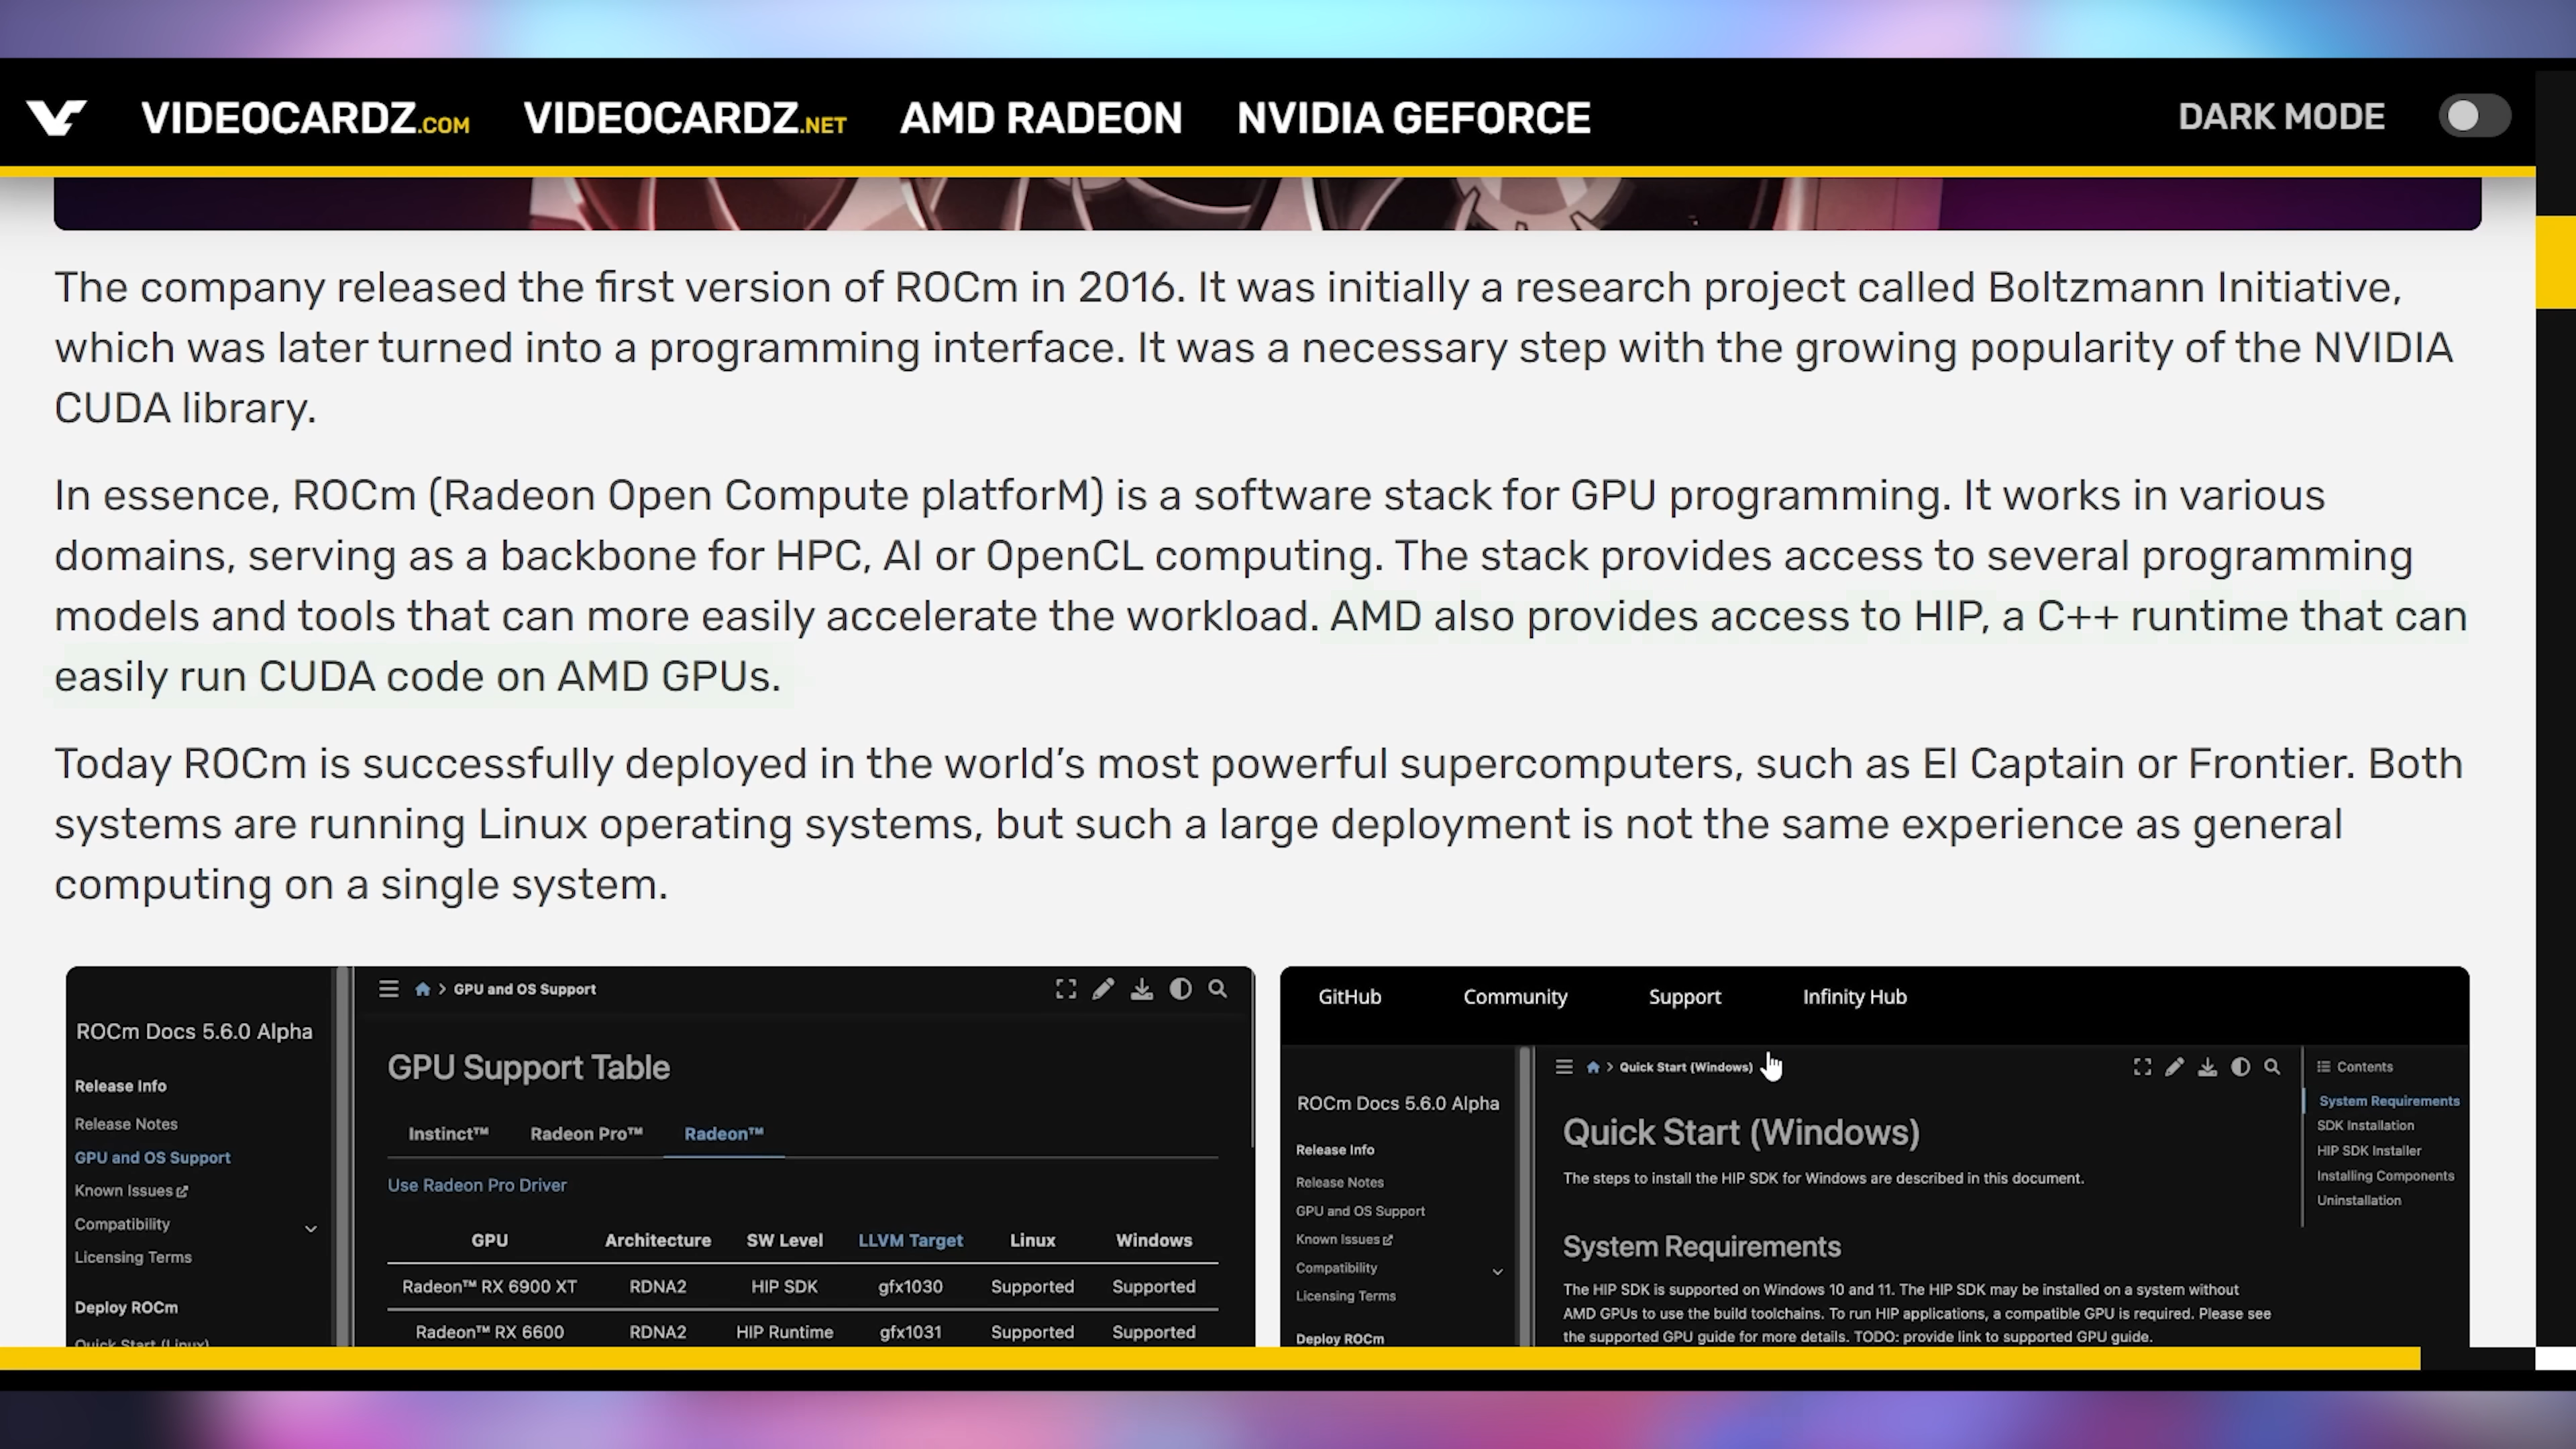 VIDEOCARDZ.COM VIDEOCARDZ.NET AMD RADEON NVIDIA GEFORCE DARK MODE
The company released the first version of ROCm in 2016. It was initially a research project called Boltzmann Initiative,
which was later turned into a programming interface. It was a necessary step with the growing popularity of the NVIDIA
CUDA library.
In essence, ROCm (Radeon Open Compute platforM) is a software stack for GPU programming. It works in various
domains, serving as a backbone for HPC, AI or OpenCL computing. The stack provides access to several programming
models and tools that can more easily accelerate the workload. AMD also provides access to HIP, a C++ runtime that can
easily run CUDA code on AMD GPUs.
Today ROCm is successfully deployed in the world’s most powerful supercomputers, such as El Captain or Frontier. Both
systems are running Linux operating systems, but such a large deployment is not the same experience as general
computing on a single system.
ROCm Docs 5.6.0 Alpha
Release Info
Release Notes
GPU and OS Support
Known Issues
Compatibility
Licensing Terms
Deploy ROCm
Quick Start (Linux)
> GPU and OS Support
GPU Support Table
Instinct™ Radeon Pro™ Radeon™
Use Radeon Pro Driver
GPU Architecture SW Level LLVM Target Linux Windows
Radeon™ RX 6900 XT RDNA2 HIP SDK gfx1030 Supported Supported
Radeon™ RX 6600 RDNA2 HIP Runtime gfx1031 Supported Supported
GitHub Community Support Infinity Hub
ROCm Docs 5.6.0 Alpha
Release Info
Release Notes
GPU and OS Support
Known Issues
Compatibility
Licensing Terms
Deploy ROCm
> Quick Start (Windows)
Quick Start (Windows)
The steps to install the HIP SDK for Windows are described in this document.
System Requirements
The HIP SDK is supported on Windows 10 and 11. The HIP SDK may be installed on a system without
AMD GPUs to use the build toolchains. To run HIP applications, a compatible GPU is required. Please see
the supported GPU guide for more details. TODO: provide link to supported GPU guide.
Contents
System Requirements
SDK Installation
HIP SDK Installer
Installing Components
Uninstallation